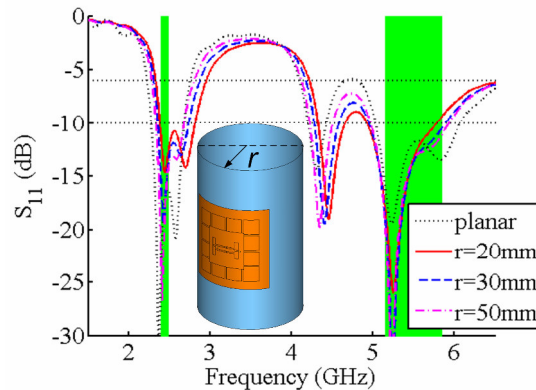 0
-5
-10
-15
-20
-25
-30
S11 (dB)
r
planar
r=20mm
r=30mm
r=50mm
2 3 4 5 6
Frequency (GHz)